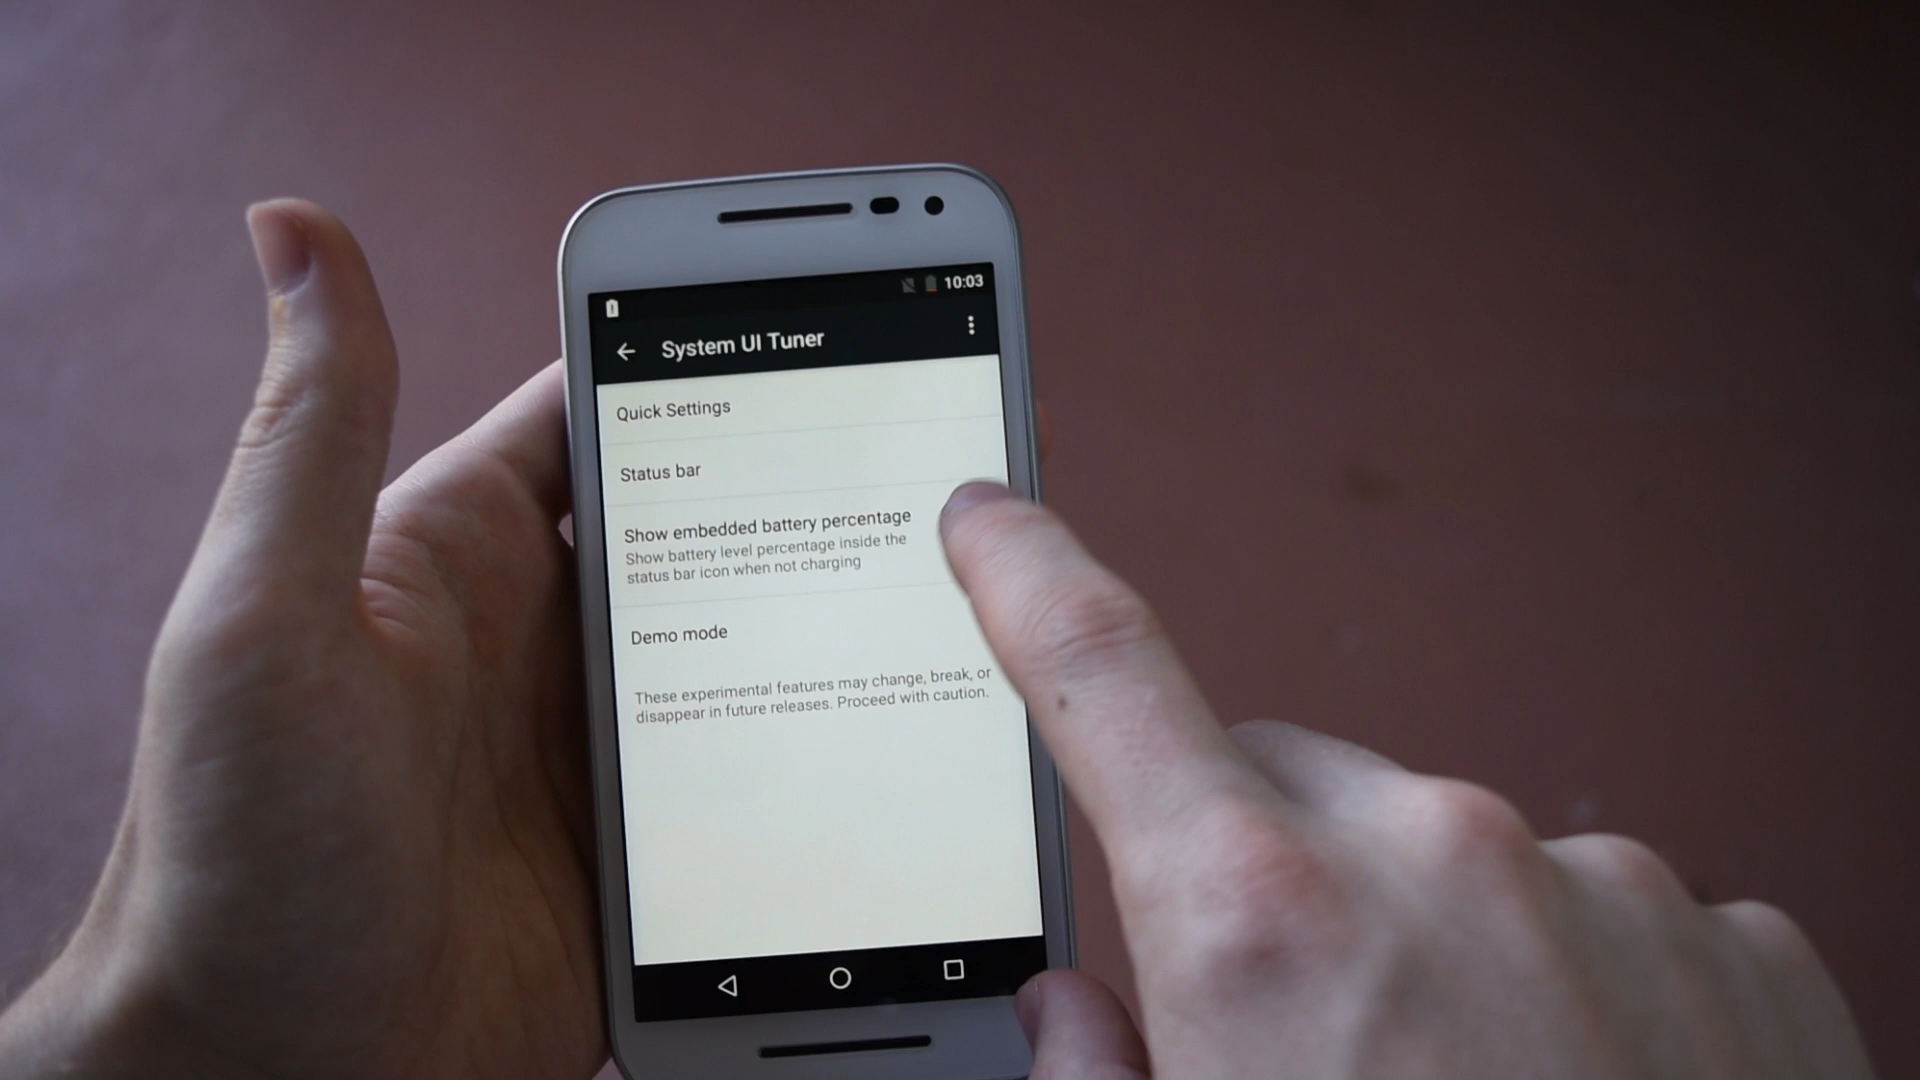 10:03
System UI Tuner
Quick Settings
Status bar
Show embedded battery percentage
Show battery level percentage inside the
status bar icon when not charging
Demo mode
These experimental features may change, break, or
disappear in future releases. Proceed with caution.